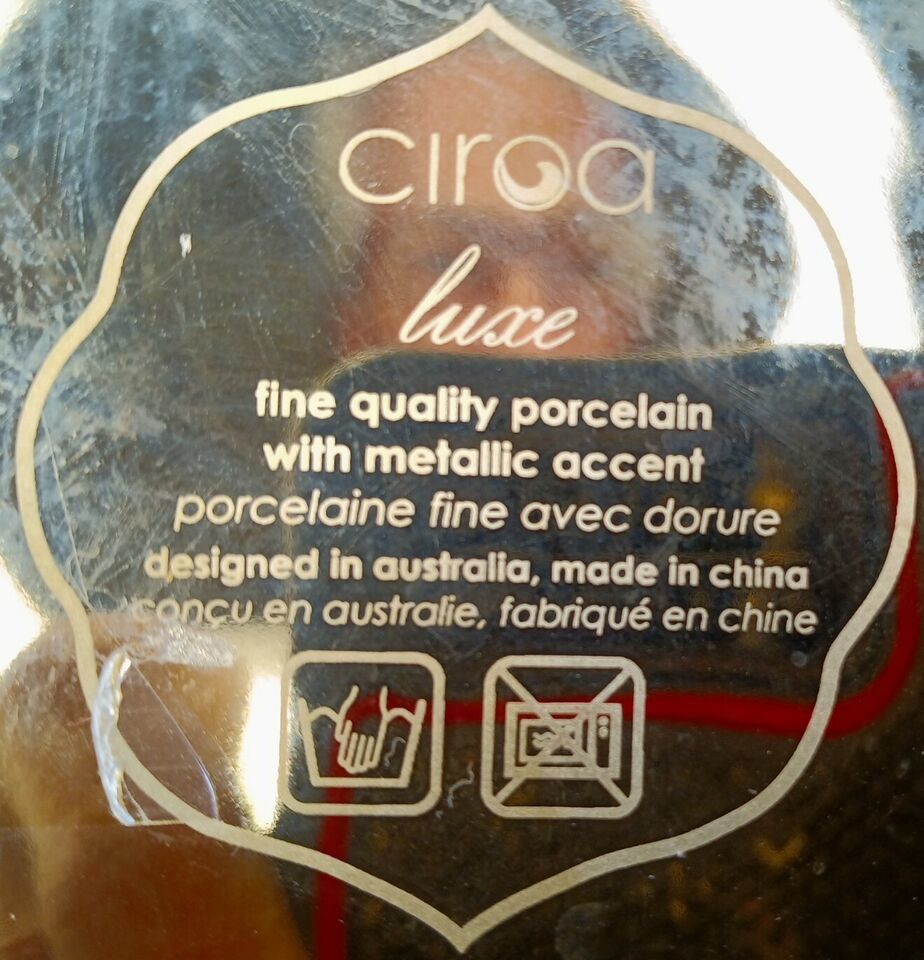 ciroa
luxe
fine quality porcelain
with metallic accent
porcelaine fine avec dorure
designed in australia, made in china
conçu en australie, fabriqué en chine